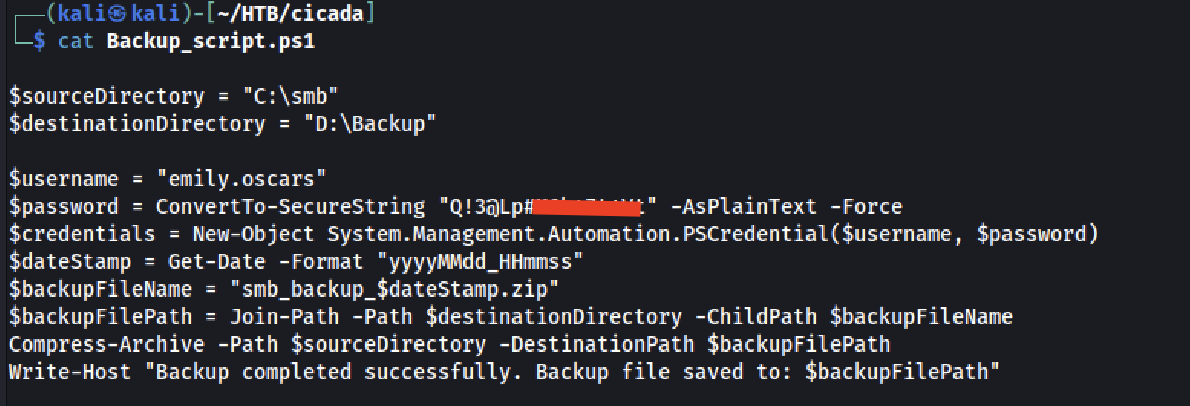 ┌──(kali㉿kali)-[~/HTB/cicada]
└─$ cat Backup_script.ps1
$sourceDirectory = "C:\smb"
$destinationDirectory = "D:\Backup"
$username = "emily.oscars"
$password = ConvertTo-SecureString "Q!3@Lp# t" -AsPlainText -Force
$credentials = New-Object System.Management.Automation.PSCredential($username, $password)
$dateStamp = Get-Date -Format "yyyyMMdd_HHmmss"
$backupFileName = "smb_backup_$dateStamp.zip"
$backupFilePath = Join-Path -Path $destinationDirectory -ChildPath $backupFileName
Compress-Archive -Path $sourceDirectory -DestinationPath $backupFilePath
Write-Host "Backup completed successfully. Backup file saved to: $backupFilePath"